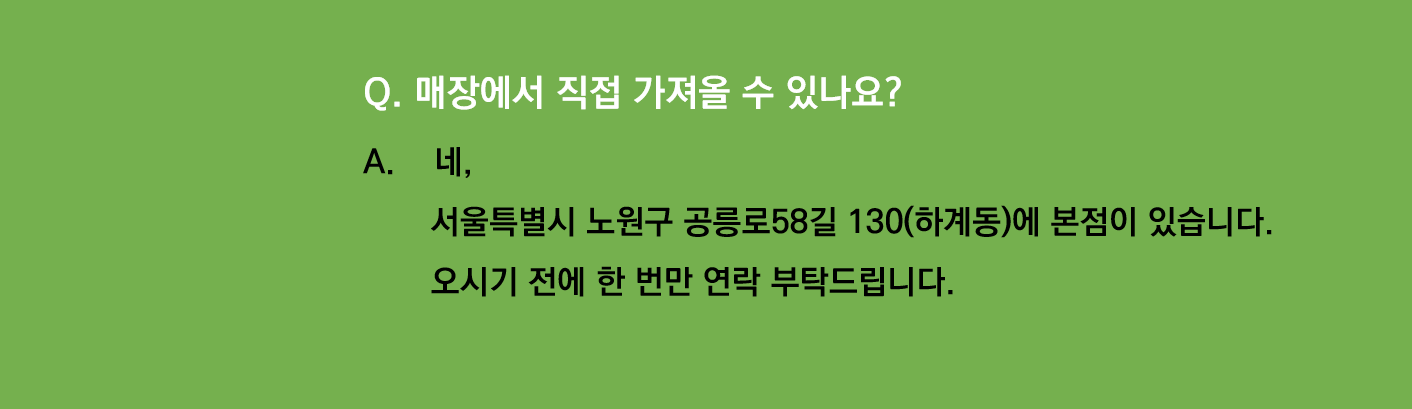 Q. 매장에서 직접 가져올 수 있나요?
A. 네,
서울특별시 노원구 공릉로58길 130(하계동)에 본점이 있습니다.
오시기 전에 한 번만 연락 부탁드립니다.